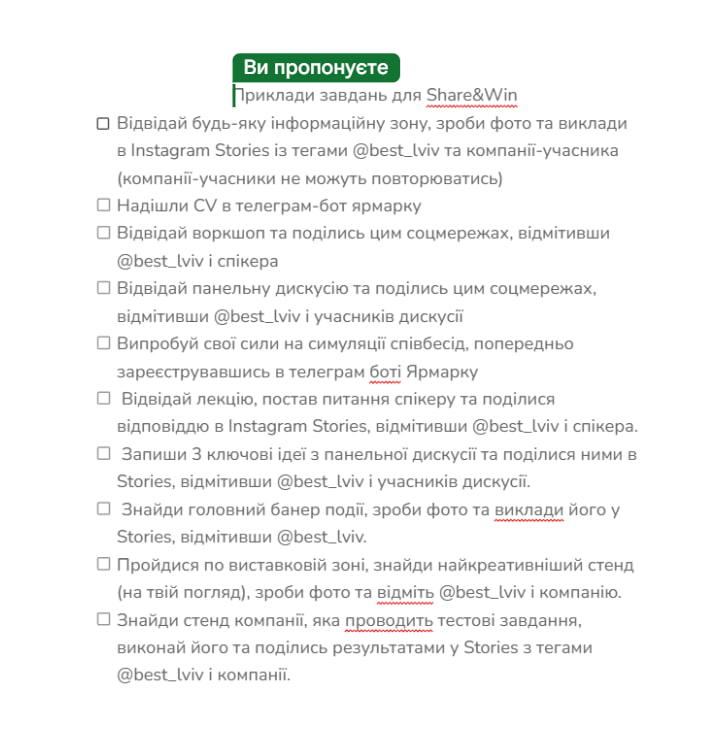 Ви пропонуєте
Приклади завдань для Share&Win
Відвідай будь-яку інформаційну зону, зроби фото та виклади
в Instagram Stories із тегами @best_lviv та компанії-учасника
(компанії-учасники не можуть повторюватись)
Надішли CV в телеграм-бот ярмарку
Відвідай воркшоп та поділись цим соцмережах, відмітивши
@best_lviv і спікера
Відвідай панельну дискусію та поділись цим соцмережах,
відмітивши @best_lviv і учасників дискусії
Випробуй свої сили на симуляції співбесід, попередньо
зареєструвавшись в телеграм боті Ярмарку
Відвідай лекцію, постав питання спікеру та поділися
відповіддю в Instagram Stories, відмітивши @best_lviv і спікера.
Запиши 3 ключові ідеї з панельної дискусії та поділися ними в
Stories, відмітивши @best_lviv і учасників дискусії.
Знайди головний банер події, зроби фото та виклади його у
Stories, відмітивши @best_lviv.
Пройдися по виставковій зоні, знайди найкреативніший стенд
(на твій погляд), зроби фото та відміть @best_lviv і компанію.
Знайди стенд компанії, яка проводить тестові завдання,
виконай його та поділись результатами у Stories з тегами
@best_lviv і компанії.